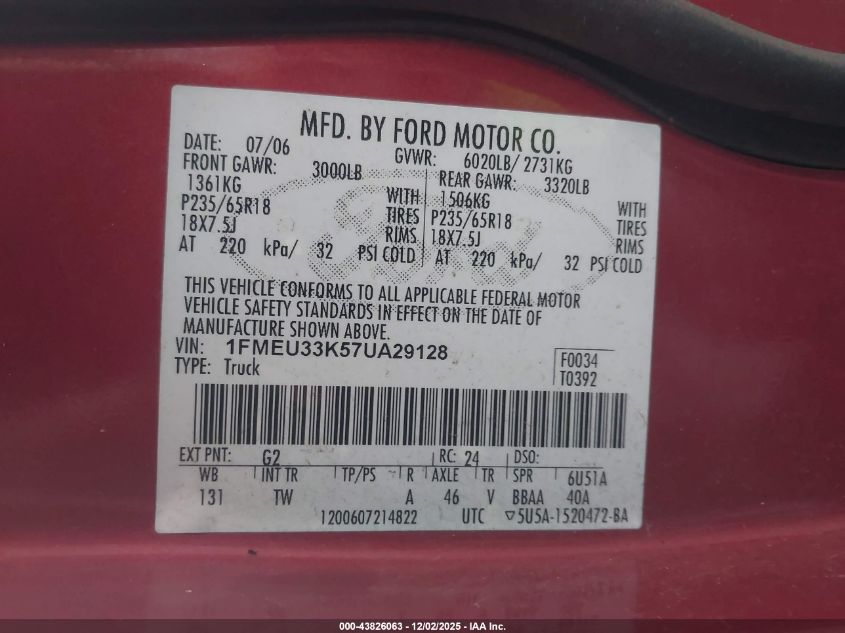 MFD. BY FORD MOTOR CO.
DATE: 07/06 GVWR: 6020LB/ 2731KG
FRONT GAWR: 3000LB REAR GAWR: 3320LB
1361KG WITH 1506KG WITH
P235/65R18 TIRES P235/65R18 TIRES
18X7.5J RIMS 18X7.5J RIMS
AT 220 kPa/ 32 PSI COLD AT 220 kPa/ 32 PSI COLD
THIS VEHICLE CONFORMS TO ALL APPLICABLE FEDERAL MOTOR
VEHICLE SAFETY STANDARDS IN EFFECT ON THE DATE OF
MANUFACTURE SHOWN ABOVE.
VIN: 1FMEU33K57UA29128 F0034
TYPE: Truck T0392
EXT PNT: G2 RC: 24 DSO:
WB INT TR TP/PS R AXLE TR SPR 6U51A
131 TW A 46 V BBAA 40A
1200607214822 UTC ▽5U5A-1520472-BA
000-43826063 - 12/02/2025 - IAA Inc.